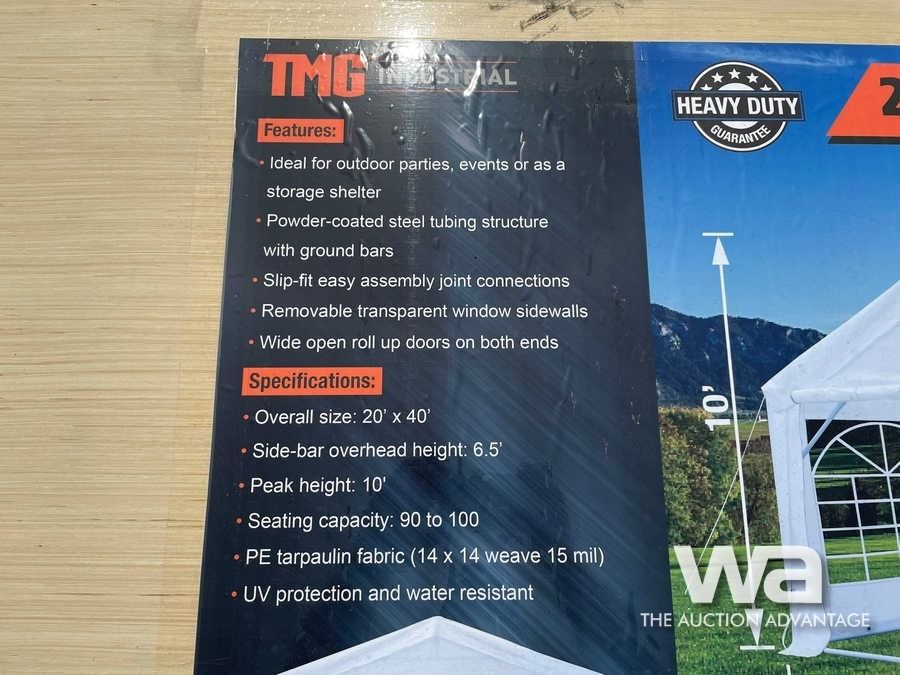 TMG INDUSTRIAL
Features:
• Ideal for outdoor parties, events or as a
storage shelter
• Powder-coated steel tubing structure
with ground bars
• Slip-fit easy assembly joint connections
• Removable transparent window sidewalls
• Wide open roll up doors on both ends
Specifications:
• Overall size: 20' x 40'
• Side-bar overhead height: 6.5'
• Peak height: 10'
• Seating capacity: 90 to 100
• PE tarpaulin fabric (14 x 14 weave 15 mil)
• UV protection and water resistant
HEAVY DUTY
GUARANTEE
2
10'
wa
THE AUCTION ADVANTAGE